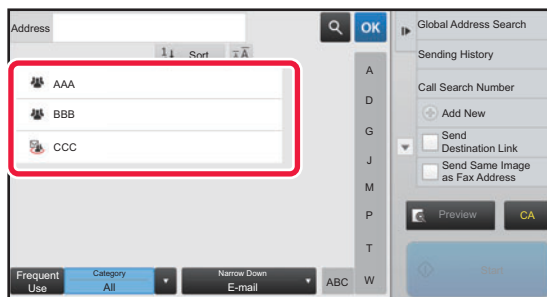 Address
OK
Sort
AAA
BBB
CCC
A
D
G
J
M
P
T
W
Frequent
Use
Category
All
Narrow Down
E-mail
ABC
Global Address Search
Sending History
Call Search Number
Add New
Send
Destination Link
Send Same Image
as Fax Address
Preview
CA
Start